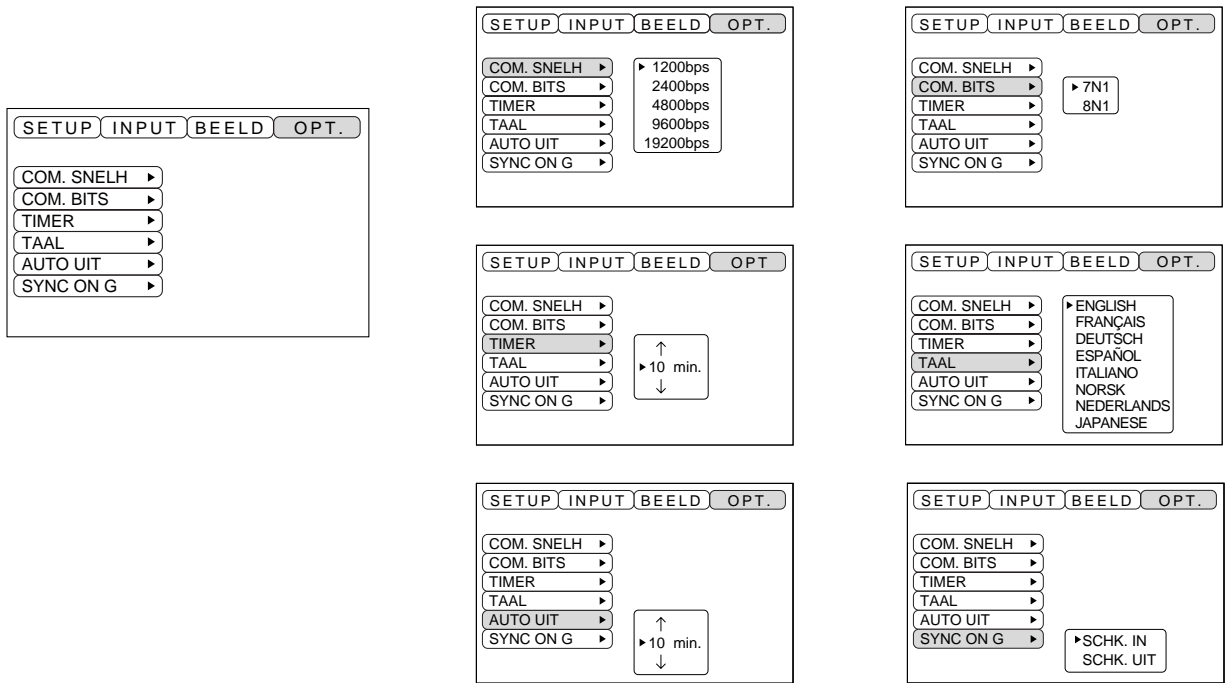 SETUP INPUT BEELD OPT.
COM. SNELH
COM. BITS
TIMER
TAAL
AUTO UIT
SYNC ON G
SETUP INPUT BEELD OPT.
COM. SNELH
COM. BITS
TIMER
TAAL
AUTO UIT
SYNC ON G
1200bps
2400bps
4800bps
9600bps
19200bps
SETUP INPUT BEELD OPT.
COM. SNELH
COM. BITS
TIMER
TAAL
AUTO UIT
SYNC ON G
7N1
8N1
SETUP INPUT BEELD OPT
COM. SNELH
COM. BITS
TIMER
TAAL
AUTO UIT
SYNC ON G
10 min.
SETUP INPUT BEELD OPT.
COM. SNELH
COM. BITS
TIMER
TAAL
AUTO UIT
SYNC ON G
ENGLISH
FRANÇAIS
DEUTSCH
ESPAÑOL
ITALIANO
NORSK
NEDERLANDS
JAPANESE
SETUP INPUT BEELD OPT.
COM. SNELH
COM. BITS
TIMER
TAAL
AUTO UIT
SYNC ON G
10 min.
SETUP INPUT BEELD OPT.
COM. SNELH
COM. BITS
TIMER
TAAL
AUTO UIT
SYNC ON G
SCHK. IN
SCHK. UIT